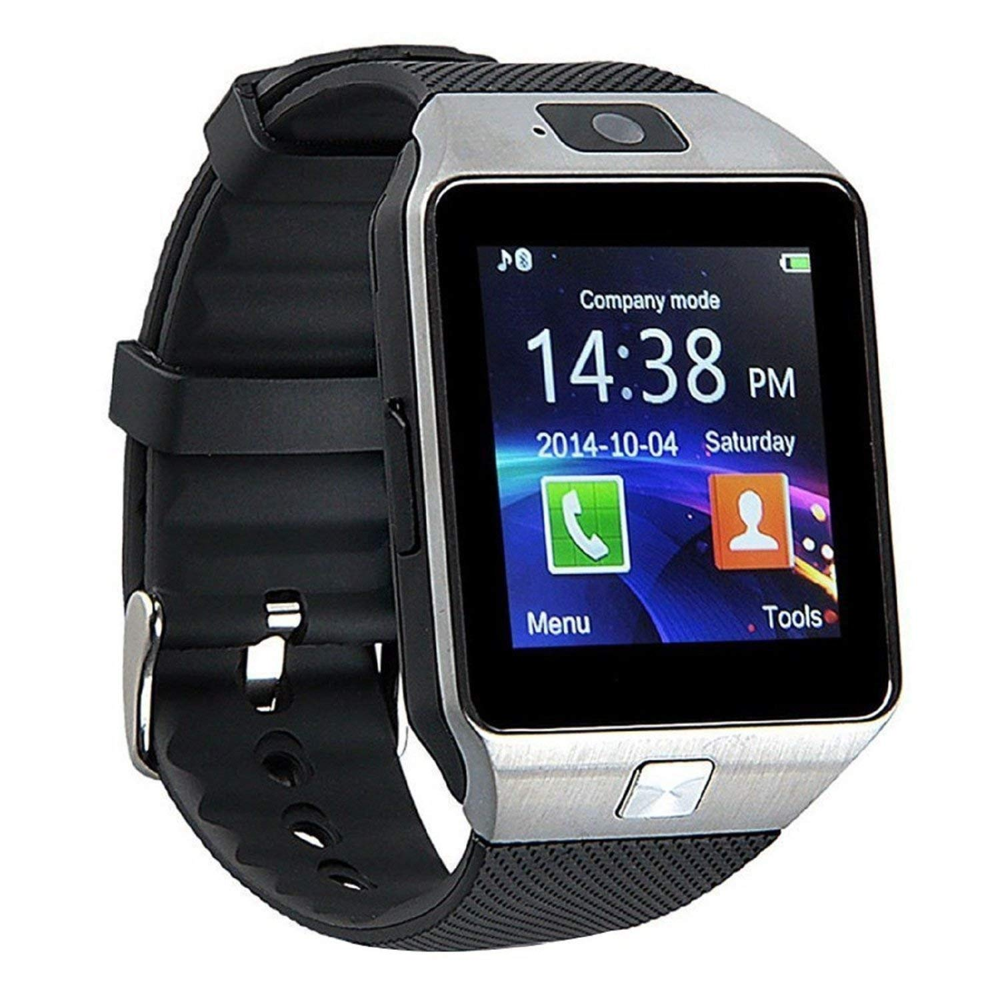 Company mode
14:38 PM
2014-10-04 Saturday
Menu Tools